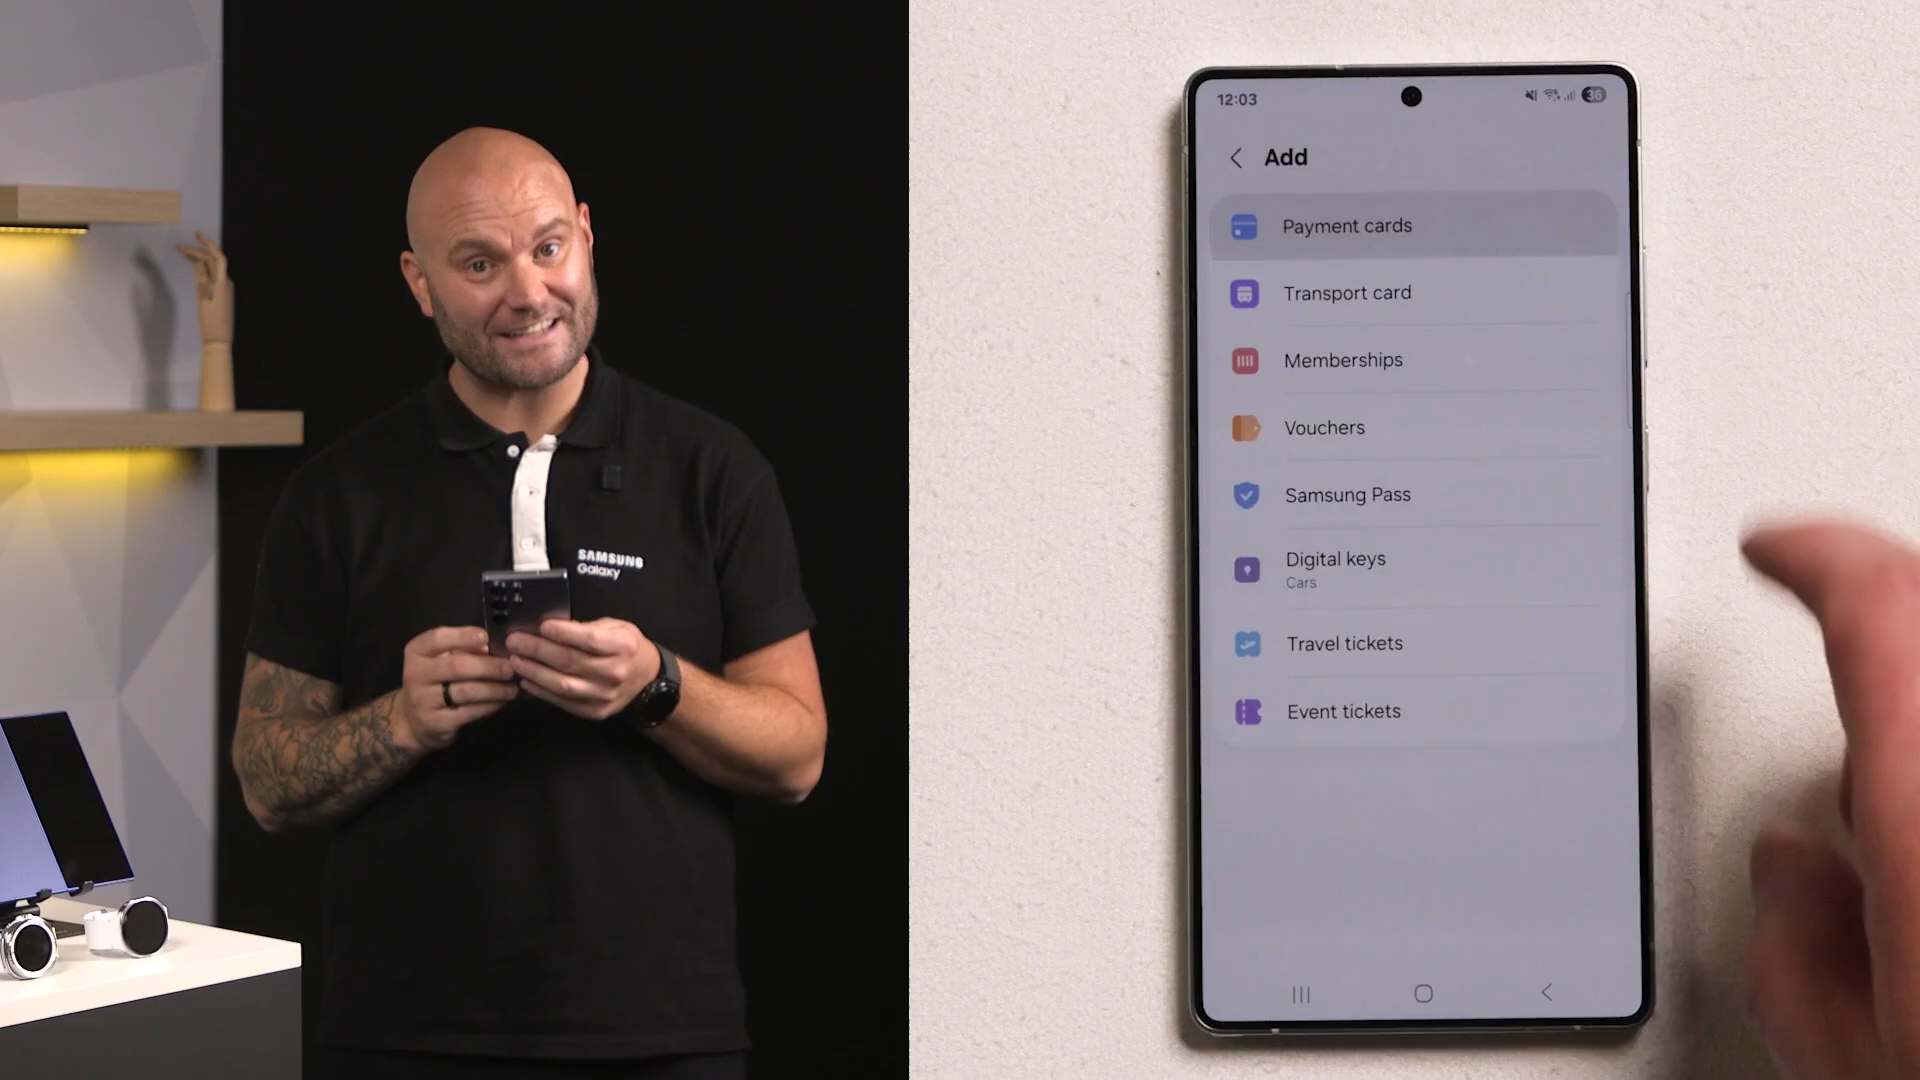 SAMSUNG
Galaxy
12:03
36
Add
Payment cards
Transport card
Memberships
Vouchers
Samsung Pass
Digital keys
Cars
Travel tickets
Event tickets